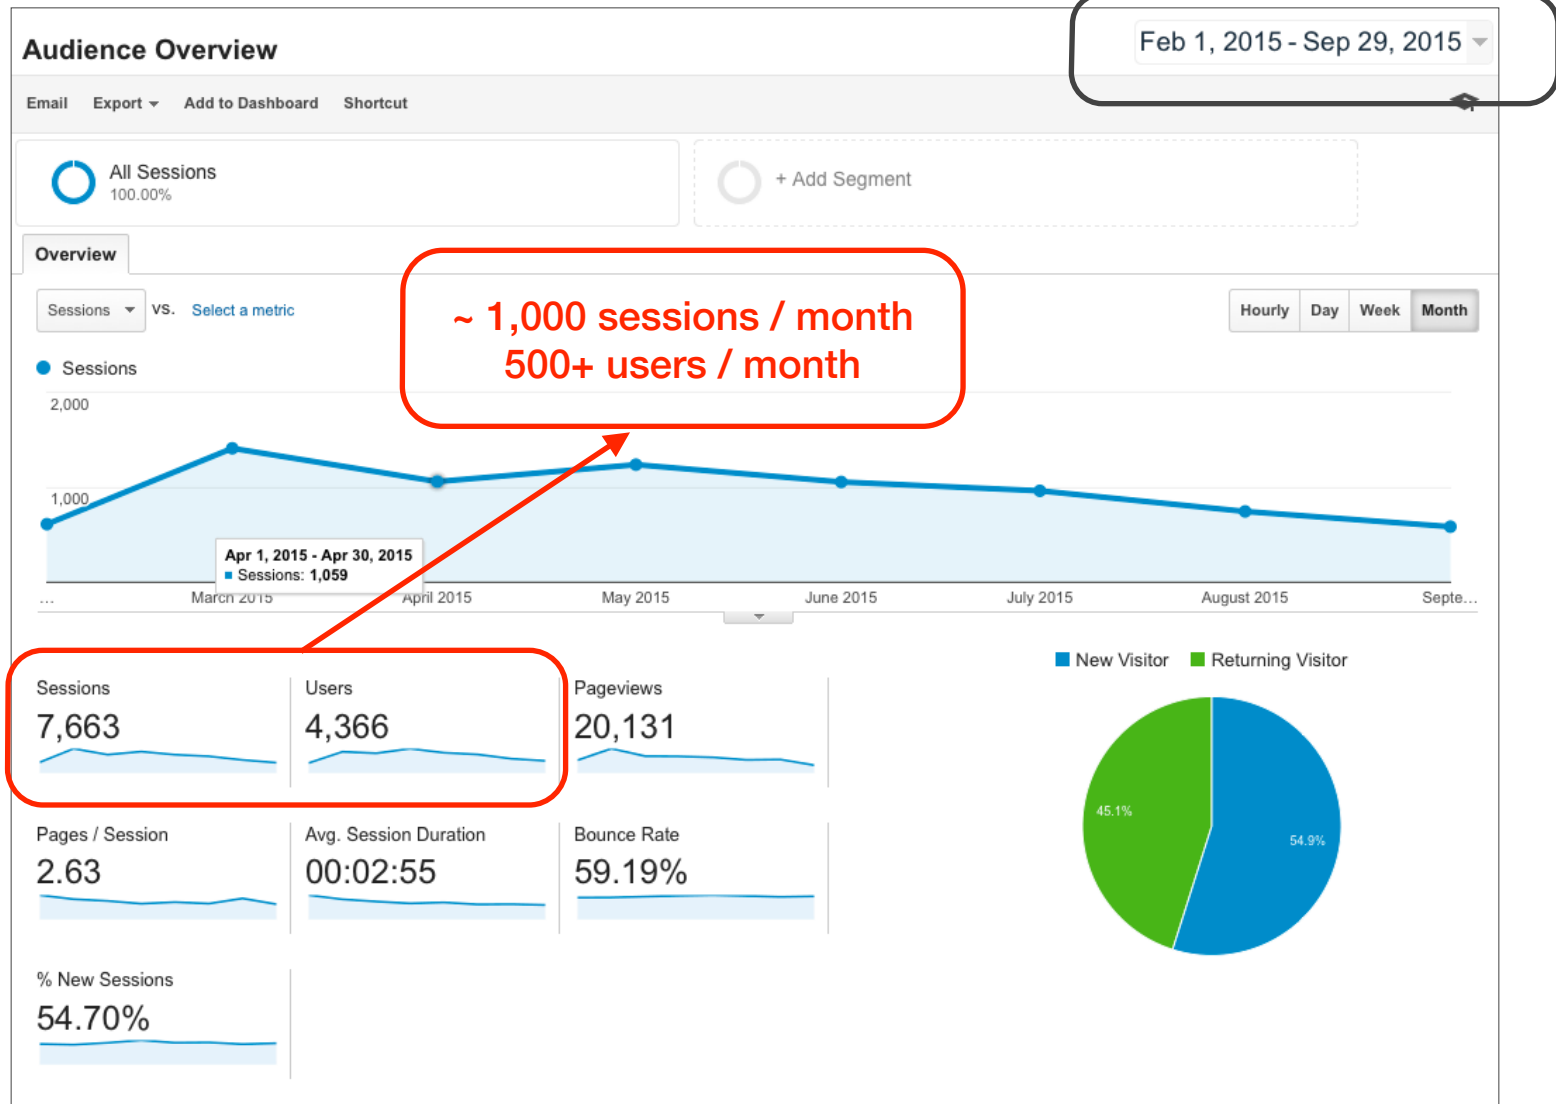 Audience Overview
Feb 1, 2015 - Sep 29, 2015
Email Export Add to Dashboard Shortcut
All Sessions
100.00%
+ Add Segment
Overview
~ 1,000 sessions / month
500+ users / month
Sessions VS. Select a metric
Hourly Day Week Month
Sessions
2,000
1,000
Apr 1, 2015 - Apr 30, 2015
Sessions: 1,059
... March 2015 April 2015 May 2015 June 2015 July 2015 August 2015 Septe...
New Visitor Returning Visitor
Sessions
7,663
Users
4,366
Pageviews
20,131
Pages / Session
2.63
Avg. Session Duration
00:02:55
Bounce Rate
59.19%
45.1%
54.9%
% New Sessions
54.70%